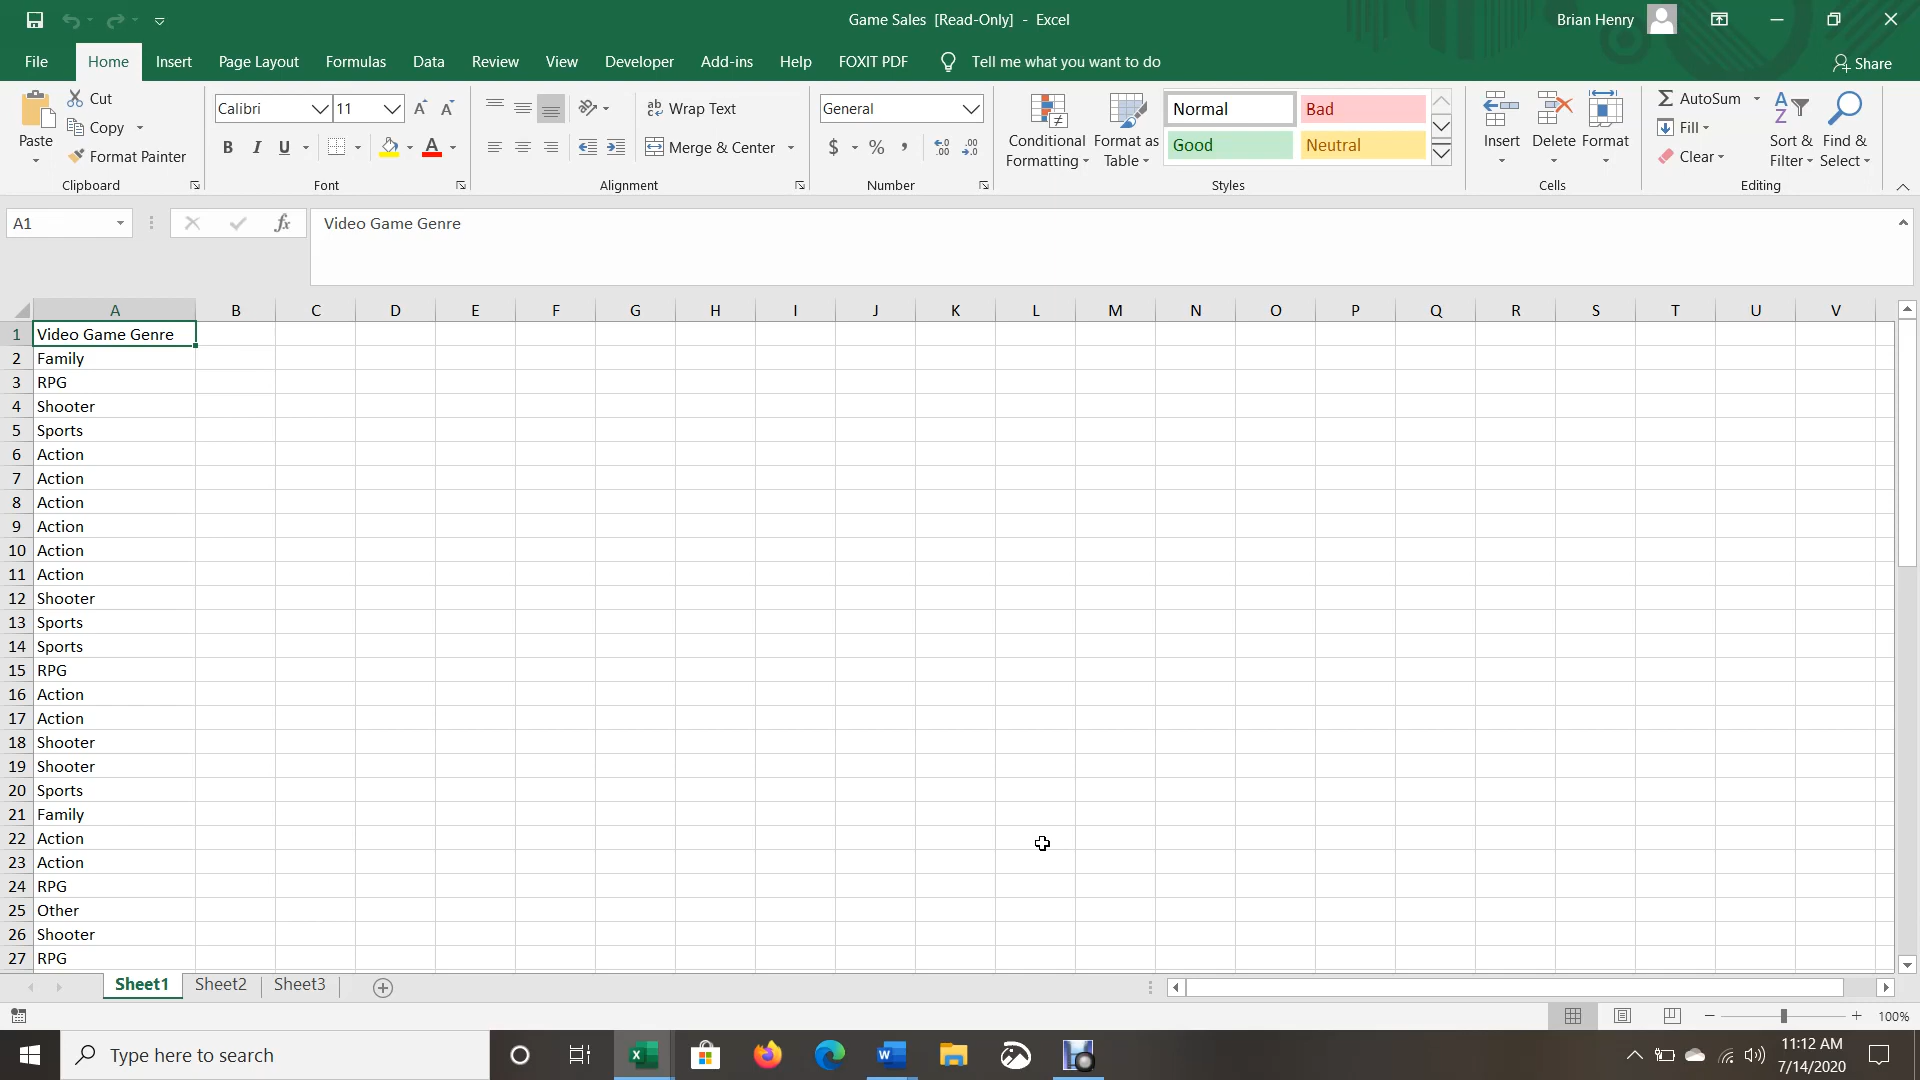 Game Sales [Read-Only] - Excel
Brian Henry
File Home Insert Page Layout Formulas Data Review View Developer Add-ins Help FOXIT PDF Tell me what you want to do Share
Paste
Cut
Copy
Format Painter
Clipboard
Calibri 11
B I U A
Font
ab Wrap Text
Merge & Center
Alignment
General
$ % ,
Number
Conditional Formatting
Format as Table
Normal Bad
Good Neutral
Styles
Insert Delete Format
Cells
AutoSum
Fill
Clear
Sort & Filter
Find & Select
Editing
A1 fx Video Game Genre
A B C D E F G H I J K L M N O P Q R S T U V
1 Video Game Genre
2 Family
3 RPG
4 Shooter
5 Sports
6 Action
7 Action
8 Action
9 Action
10 Action
11 Action
12 Shooter
13 Sports
14 Sports
15 RPG
16 Action
17 Action
18 Shooter
19 Shooter
20 Sports
21 Family
22 Action
23 Action
24 RPG
25 Other
26 Shooter
27 RPG
Sheet1 Sheet2 Sheet3
100%
Type here to search
11:12 AM
7/14/2020